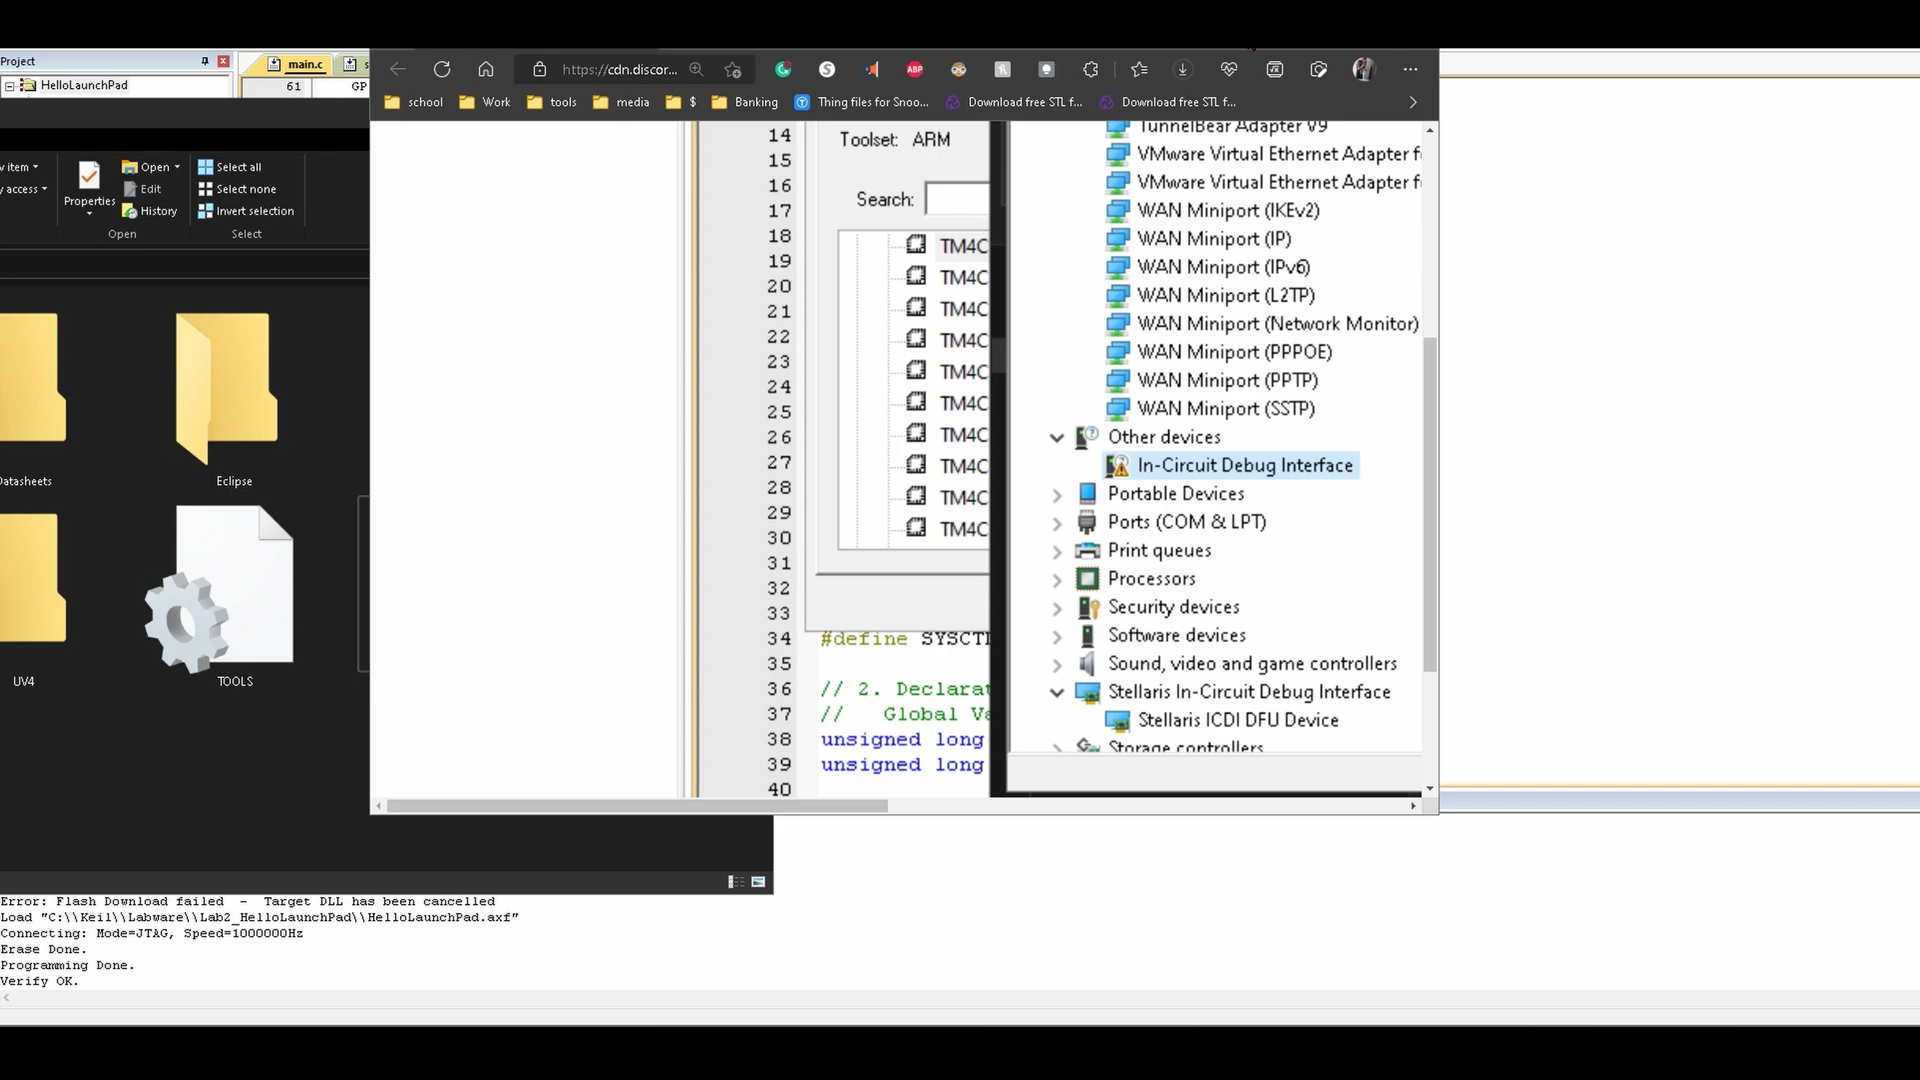 Project
HelloLaunchPad
main.c
61
GP
https://cdn.discor...
ABP
school
Work
tools
media
$
Banking
Thing files for Snoo...
Download free STL f...
Download free STL f...
item
Open
Select all
access
Properties
Edit
Select none
History
Invert selection
Open
Select
Datasheets
Eclipse
UV4
TOOLS
14
15
16
17
18
19
20
21
22
23
24
25
26
27
28
29
30
31
32
33
34
35
36
37
38
39
40
Toolset: ARM
Search:
TM4C
TM4C
TM4C
TM4C
TM4C
TM4C
TM4C
TM4C
TM4C
TM4C
#define SYSCTL
// 2. Declarat
// Global Va
unsigned long
unsigned long
TunnelBear Adapter V9
VMware Virtual Ethernet Adapter f
VMware Virtual Ethernet Adapter f
WAN Miniport (IKEv2)
WAN Miniport (IP)
WAN Miniport (IPv6)
WAN Miniport (L2TP)
WAN Miniport (Network Monitor)
WAN Miniport (PPPOE)
WAN Miniport (PPTP)
WAN Miniport (SSTP)
Other devices
In-Circuit Debug Interface
Portable Devices
Ports (COM & LPT)
Print queues
Processors
Security devices
Software devices
Sound, video and game controllers
Stellaris In-Circuit Debug Interface
Stellaris ICDI DFU Device
Storage controllers
Error: Flash Download failed - Target DLL has been cancelled
Load "C:\\Keil\\Labware\\Lab2_HelloLaunchPad\\HelloLaunchPad.axf"
Connecting: Mode=JTAG, Speed=1000000Hz
Erase Done.
Programming Done.
Verify OK.